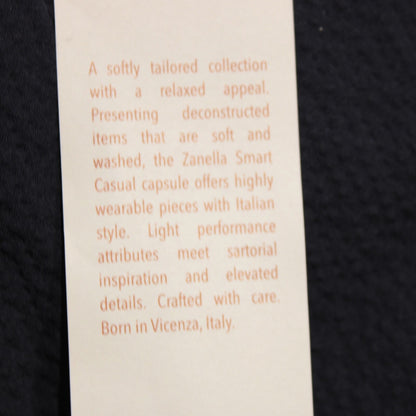 A softly tailored collection
with a relaxed appeal.
Presenting deconstructed
items that are soft and
washed, the Zanella Smart
Casual capsule offers highly
wearable pieces with Italian
style. Light performance
attributes meet sartorial
inspiration and elevated
details. Crafted with care.
Born in Vicenza, Italy.